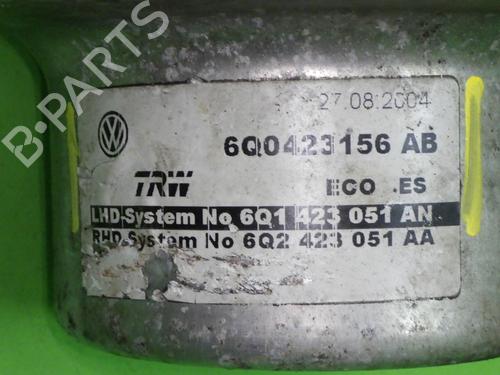 B-PARTS
27.08.2004
6Q0423156 AB
TRW
ECO .ES
LHD-System No 6Q1 423 051 AN
RHD-System No 6Q2 423 051 AA